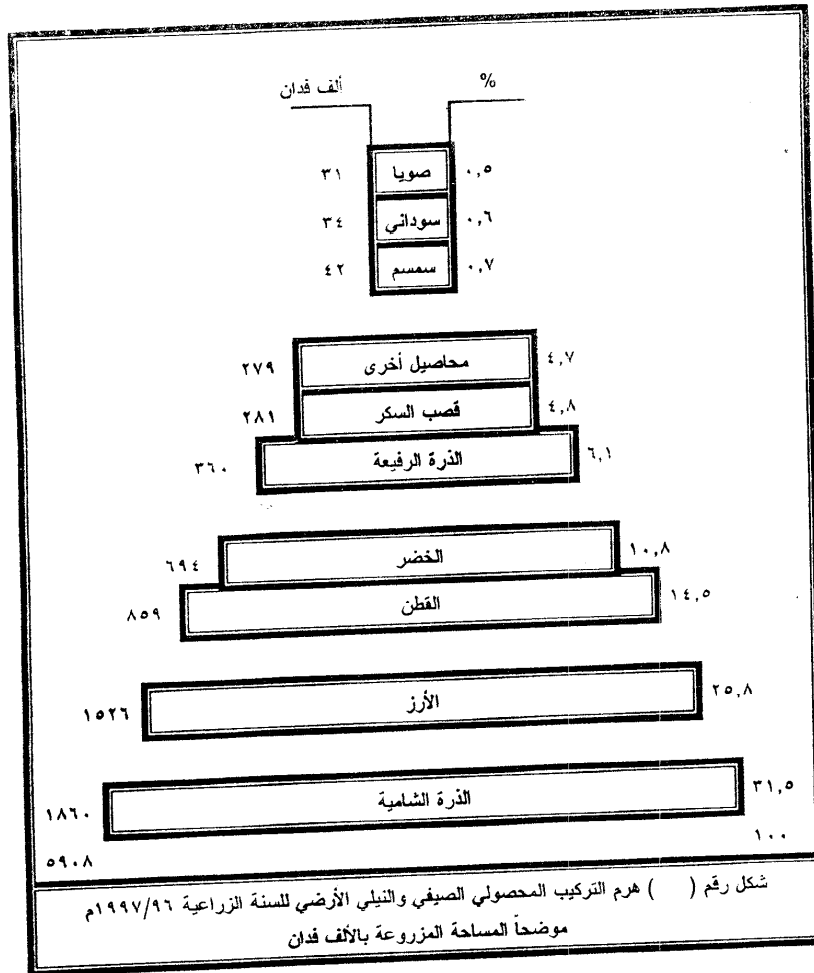 % ألف فدان
٠,٥ صويا ٣١
٠,٦ سوداني ٣٤
٠,٧ سمسم ٤٢
٤,٧ محاصيل أخرى ٢٧٩
٤,٨ قصب السكر ٢٨١
٦,١ الذرة الرفيعة ٣٦٠
١٠,٨ الخضر ٦٩٤
١٤,٥ القطن ٨٥٩
٢٥,٨ الأرز ١٥٢٦
٣١,٥ الذرة الشامية ١٨٦٠
١٠٠ ٥٩٠٨
شكل رقم ( ) هرم التركيب المحصولي الصيفي والنيلي الأرضي للسنة الزراعية ١٩٩٧/٩٦م
موضحاً المساحة المزروعة بالألف فدان